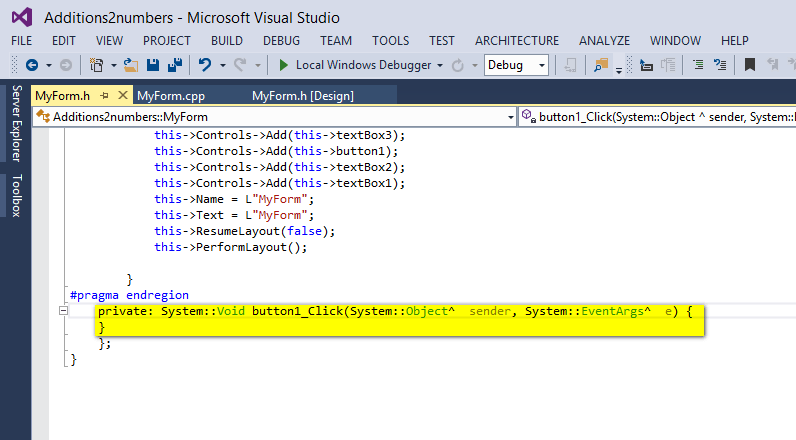 Additions2numbers - Microsoft Visual Studio
FILE EDIT VIEW PROJECT BUILD DEBUG TEAM TOOLS TEST ARCHITECTURE ANALYZE WINDOW HELP
Local Windows Debugger Debug
Server Explorer
Toolbox
MyForm.h MyForm.cpp MyForm.h [Design]
Additions2numbers::MyForm button1_Click(System::Object ^ sender, System::
this->Controls->Add(this->textBox3);
this->Controls->Add(this->button1);
this->Controls->Add(this->textBox2);
this->Controls->Add(this->textBox1);
this->Name = L"MyForm";
this->Text = L"MyForm";
this->ResumeLayout(false);
this->PerformLayout();
}
#pragma endregion
private: System::Void button1_Click(System::Object^  sender, System::EventArgs^  e) {
}
};
}